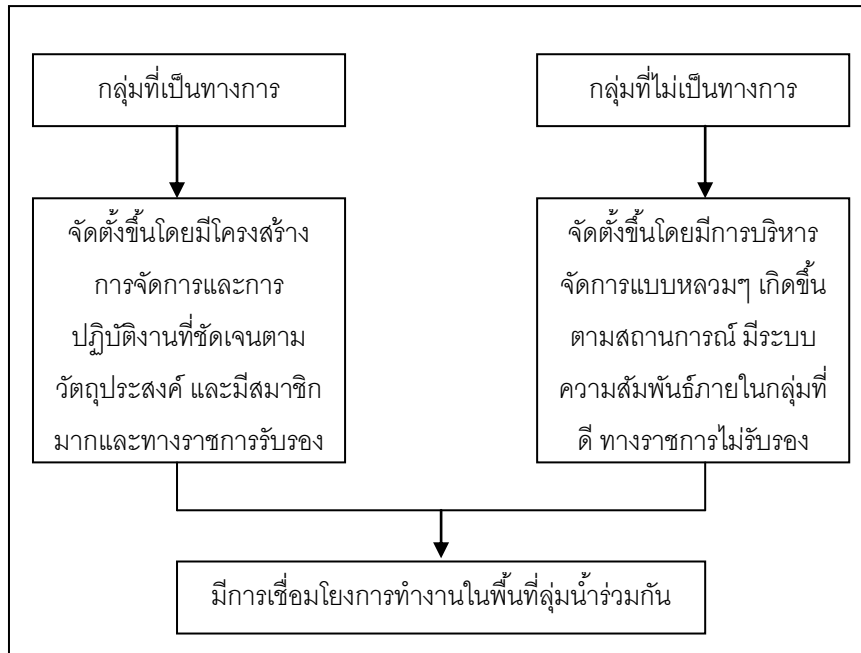 กลุ่มที่เป็นทางการ
กลุ่มที่ไม่เป็นทางการ
จัดตั้งขึ้นโดยมีโครงสร้าง
การจัดการและการ
ปฏิบัติงานที่ชัดเจนตาม
วัตถุประสงค์ และมีสมาชิก
มากและทางราชการรับรอง
จัดตั้งขึ้นโดยมีการบริหาร
จัดการแบบหลวมๆ เกิดขึ้น
ตามสถานการณ์ มีระบบ
ความสัมพันธ์ภายในกลุ่มที่
ดี ทางราชการไม่รับรอง
มีการเชื่อมโยงการทำงานในพื้นที่ลุ่มน้ำร่วมกัน